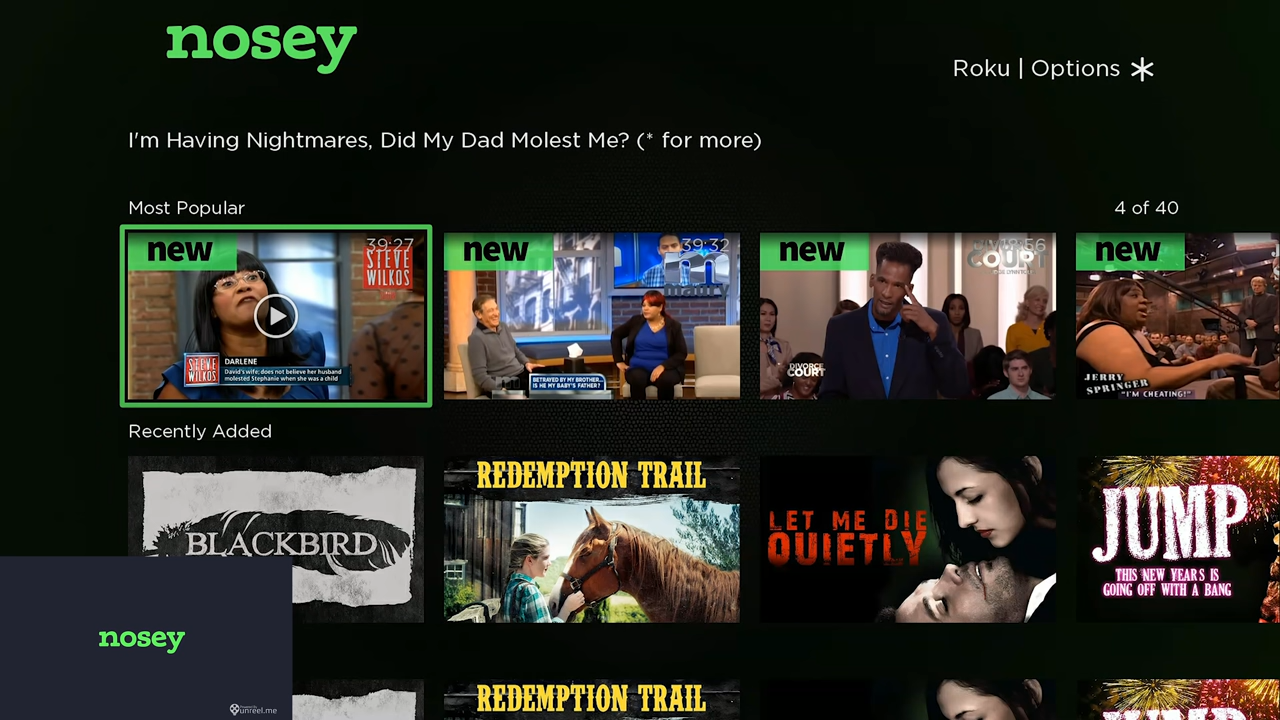 nosey
Roku | Options *
I'm Having Nightmares, Did My Dad Molest Me? (* for more)
Most Popular
4 of 40
new
39:27
STEVE
WILKOS
STEVE
WILKOS
DARLENE
David's wife; does not believe her husband
molested Stephanie when she was a child
new
39:32
BETRAYED BY MY BROTHER...
IS HE MY BABY'S FATHER?
new
COURT
DIVORCE
COURT
new
JERRY
SPRINGER
"I'M CHEATING!"
Recently Added
BLACKBIRD
REDEMPTION TRAIL
LET ME DIE
QUIETLY
JUMP
THIS NEW YEARS IS
GOING OFF WITH A BANG
nosey
unreel.me
REDEMPTION TRAIL